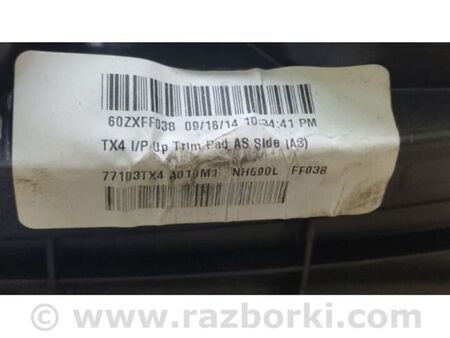 60ZXFF038 09/16/14 10:34:41 PM
TX4 I/P Up Trim Pad AS Side (A3)
77103TX4 A010M1 NH690L FF038
© www.razborki.com